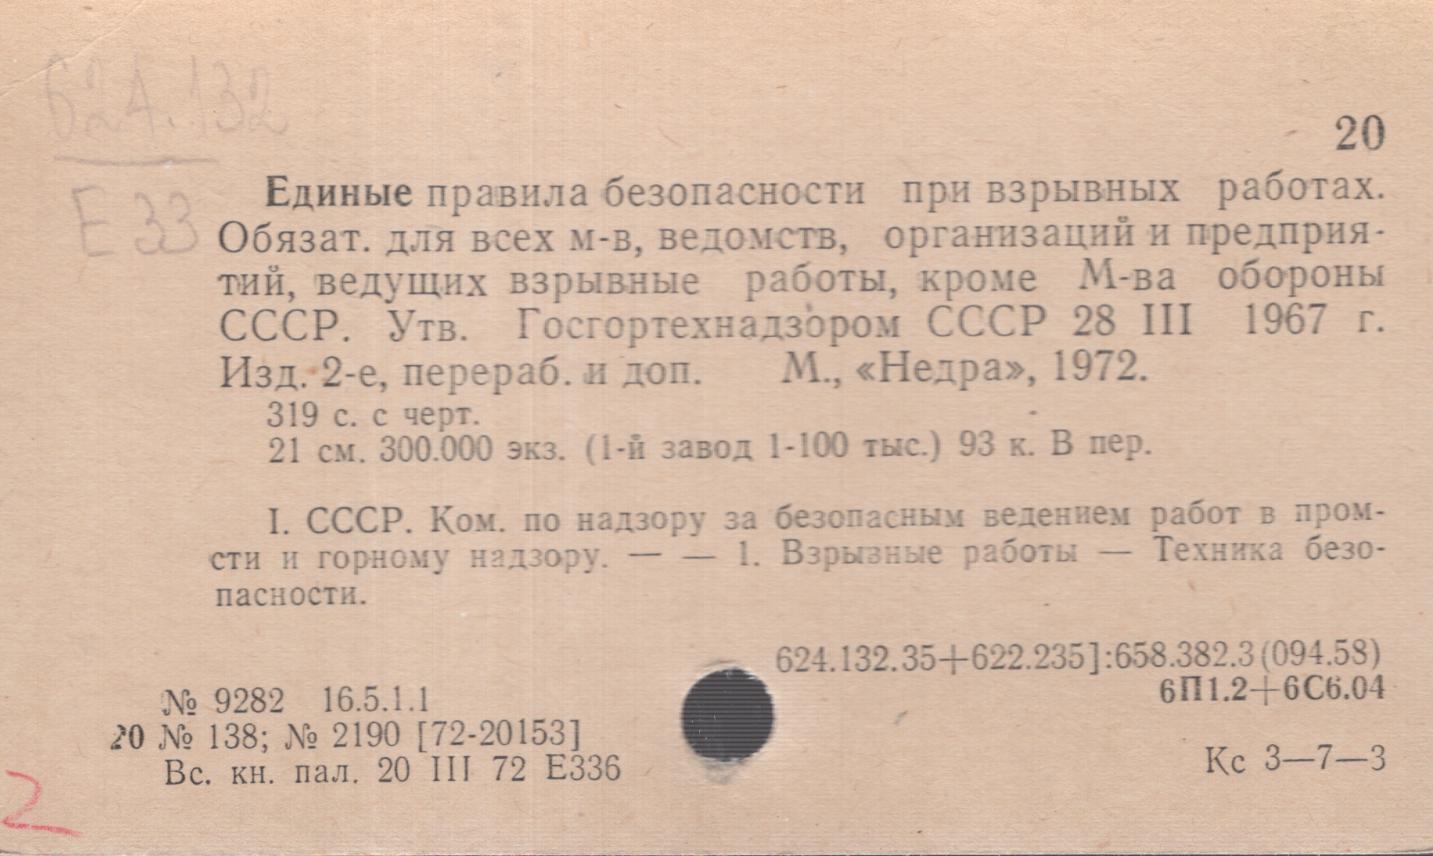 624.132
20
Е 33
Единые правила безопасности при взрывных работах.
Обязат. для всех м-в, ведомств, организаций и предприя-
тий, ведущих взрывные работы, кроме М-ва обороны
СССР. Утв. Госгортехнадзором СССР 28 III 1967 г.
Изд. 2-е, перераб. и доп. М., «Недра», 1972.
319 с. с черт.
21 см. 300.000 экз. (1-й завод 1-100 тыс.) 93 к. В пер.
I. СССР. Ком. по надзору за безопасным ведением работ в пром-
сти и горному надзору. — — 1. Взрызные работы — Техника безо-
пасности.
624.132.35+622.235]:658.382.3(094.58)
6П1.2+6С6.04
№ 9282 16.5.1.1
20 № 138; № 2190 [72-20153]
Вс. кн. пал. 20 III 72 Е336
Кс 3—7—3
2